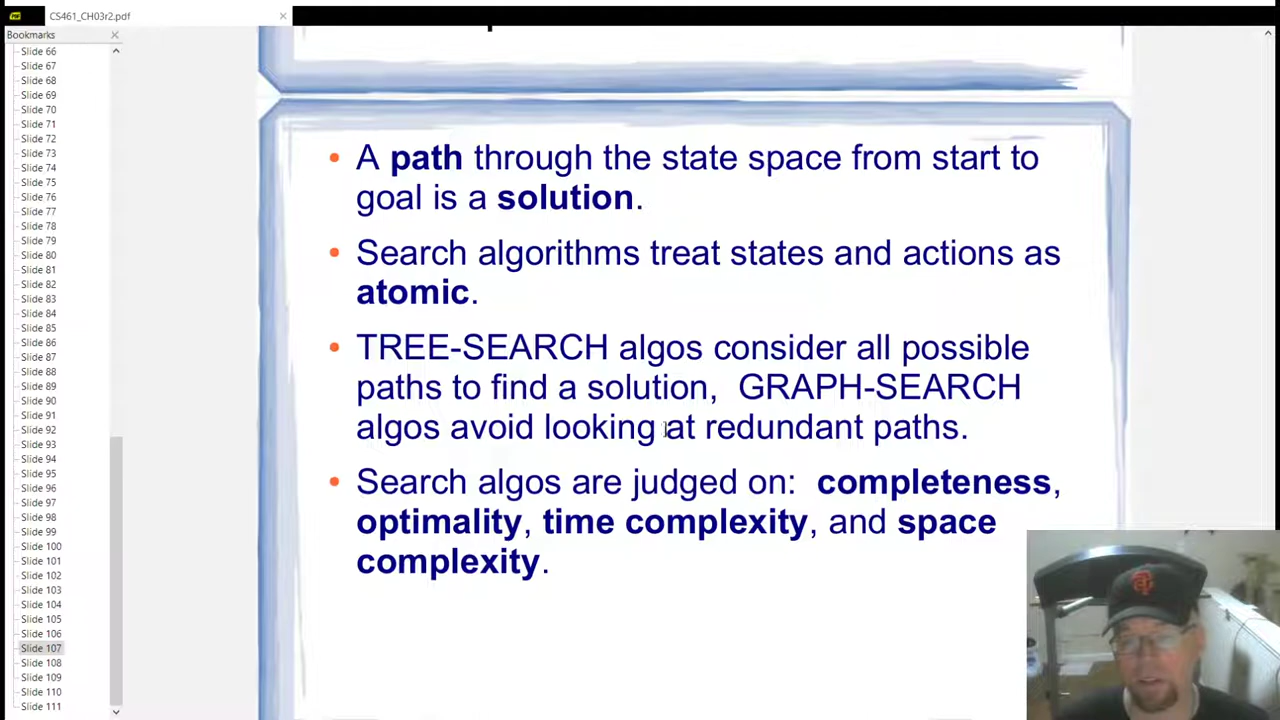 CS461_CH03r2.pdf
Bookmarks
Slide 66
Slide 67
Slide 68
Slide 69
Slide 70
Slide 71
Slide 72
Slide 73
Slide 74
Slide 75
Slide 76
Slide 77
Slide 78
Slide 79
Slide 80
Slide 81
Slide 82
Slide 83
Slide 84
Slide 85
Slide 86
Slide 87
Slide 88
Slide 89
Slide 90
Slide 91
Slide 92
Slide 93
Slide 94
Slide 95
Slide 96
Slide 97
Slide 98
Slide 99
Slide 100
Slide 101
Slide 102
Slide 103
Slide 104
Slide 105
Slide 106
Slide 107
Slide 108
Slide 109
Slide 110
Slide 111
• A path through the state space from start to
goal is a solution.
• Search algorithms treat states and actions as
atomic.
• TREE-SEARCH algos consider all possible
paths to find a solution, GRAPH-SEARCH
algos avoid looking at redundant paths.
• Search algos are judged on: completeness,
optimality, time complexity, and space
complexity.